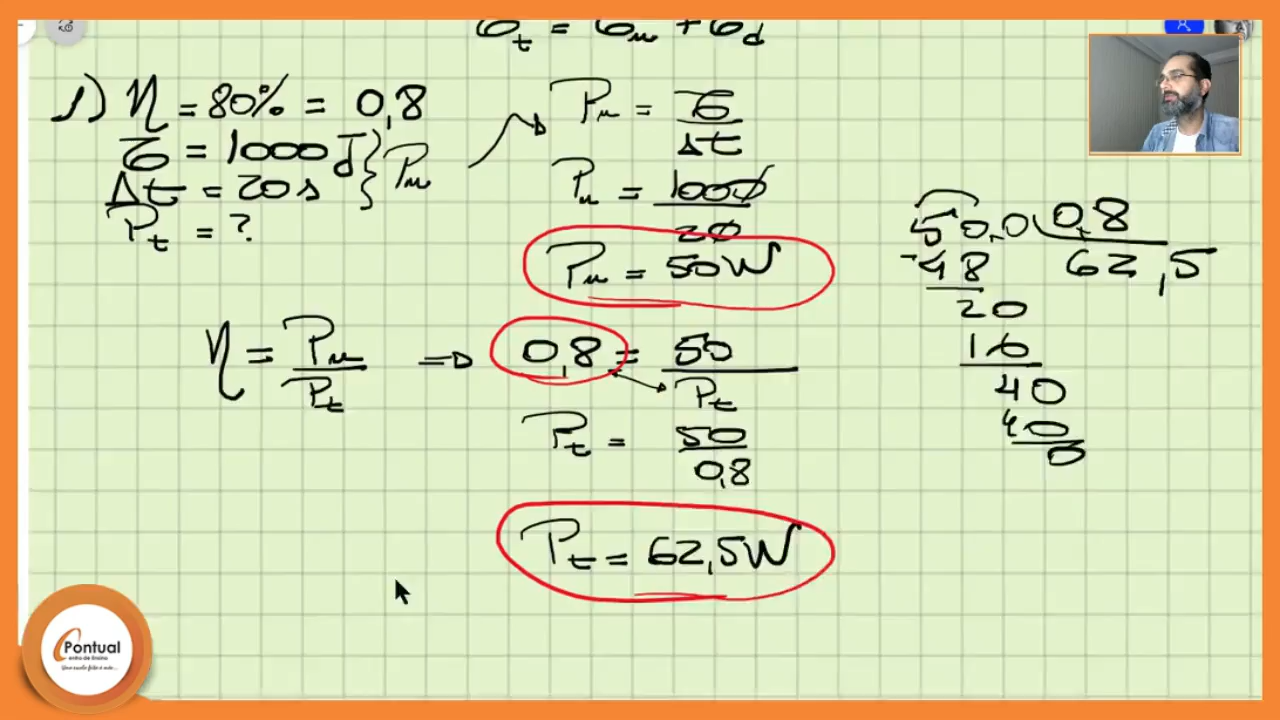 𝜏t = 𝜏u + 𝜏d
1) η = 80% = 0,8
𝜏 = 1000 J } Pu
Δt = 20 s
Pt = ?
Pu = 𝜏 / Δt
Pu = 1000 / 20
Pu = 50W
η = Pu / Pt ⇒ 0,8 = 50 / Pt
Pt = 50 / 0,8
Pt = 62,5W
50,0 0,8
-48 62,5
20
16
40
40
0
Pontual